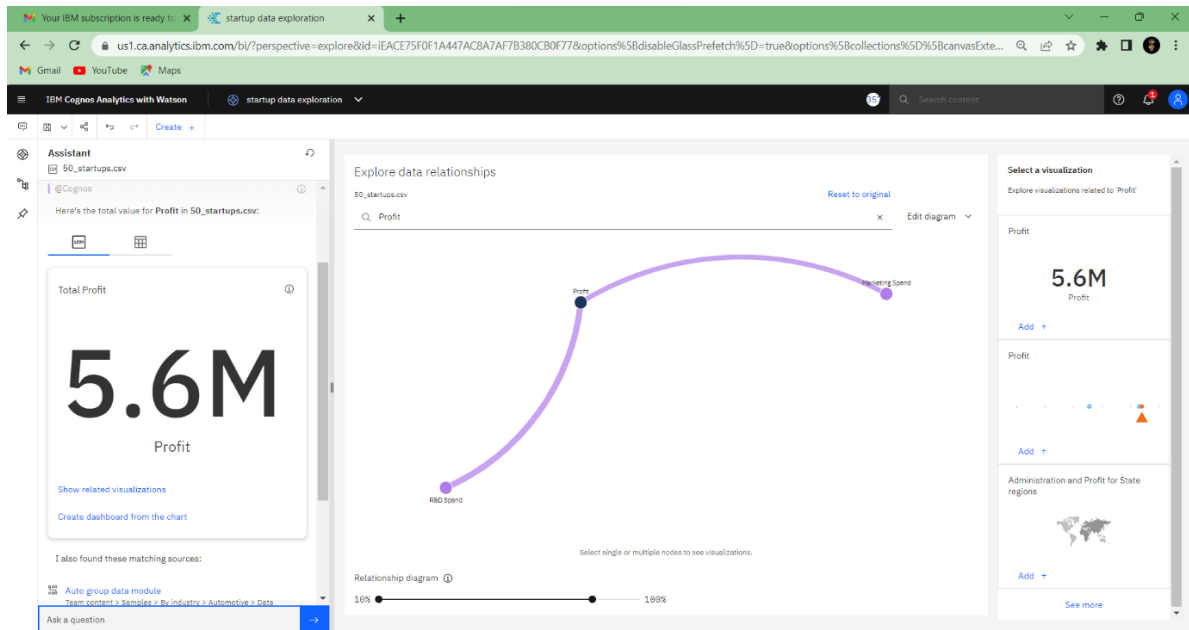 Your IBM subscription is ready to
startup data exploration
us1.ca.analytics.ibm.com/bi/?perspective=explore&id=iEACE75F0F1A447AC8A7AF7B380CB0F77&options%5BdisableGlassPrefetch%5D=true&options%5Bcollections%5D%5BcanvasExte...
Gmail
YouTube
Maps
IBM Cognos Analytics with Watson
startup data exploration
357
Search content
1
Create +
Assistant
50_startups.csv
@Cognos
Here's the total value for Profit in 50_startups.csv:
Total Profit
5.6M
Profit
Show related visualizations
Create dashboard from the chart
I also found these matching sources:
Auto group data module
Team content > Samples > By industry > Automotive > Data
Ask a question
Explore data relationships
50_startups.csv
Reset to original
Profit
Edit diagram
Profit
Marketing Spend
R&D Spend
Select single or multiple nodes to see visualizations.
Relationship diagram
10%
100%
Select a visualization
Explore visualizations related to 'Profit'
Profit
5.6M
Profit
Add +
Profit
Add +
Administration and Profit for State
regions
Add +
See more